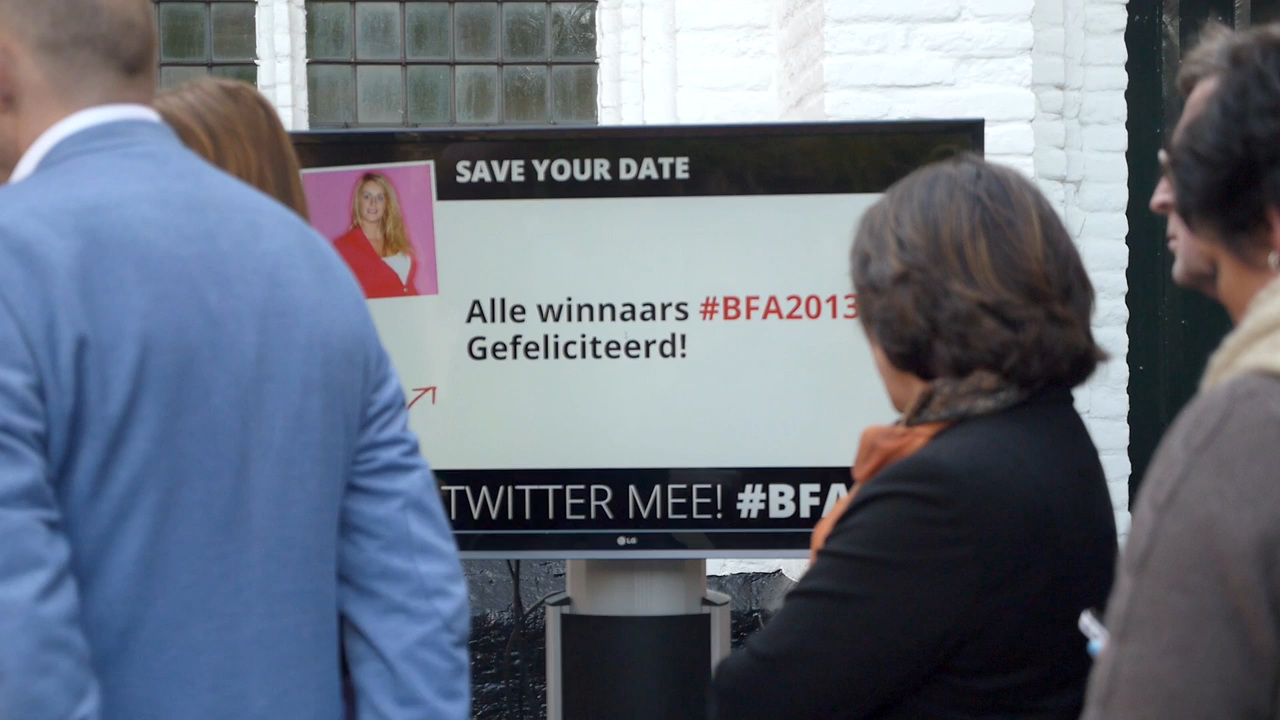 SAVE YOUR DATE
Alle winnaars #BFA2013
Gefeliciteerd!
TWITTER MEE! #BFA
LG